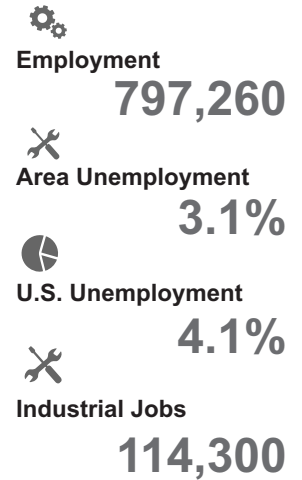 Employment
797,260
Area Unemployment
3.1%
U.S. Unemployment
4.1%
Industrial Jobs
114,300